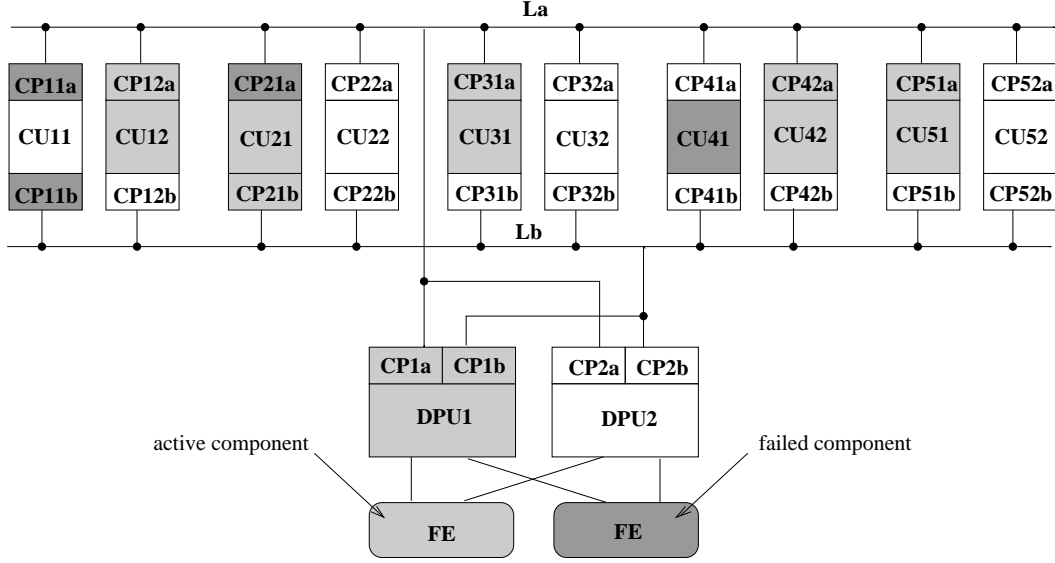 La
CP11a CP12a CP21a CP22a CP31a CP32a CP41a CP42a CP51a CP52a
CU11 CU12 CU21 CU22 CU31 CU32 CU41 CU42 CU51 CU52
CP11b CP12b CP21b CP22b CP31b CP32b CP41b CP42b CP51b CP52b
Lb
CP1a CP1b CP2a CP2b
DPU1 DPU2
active component failed component
FE FE